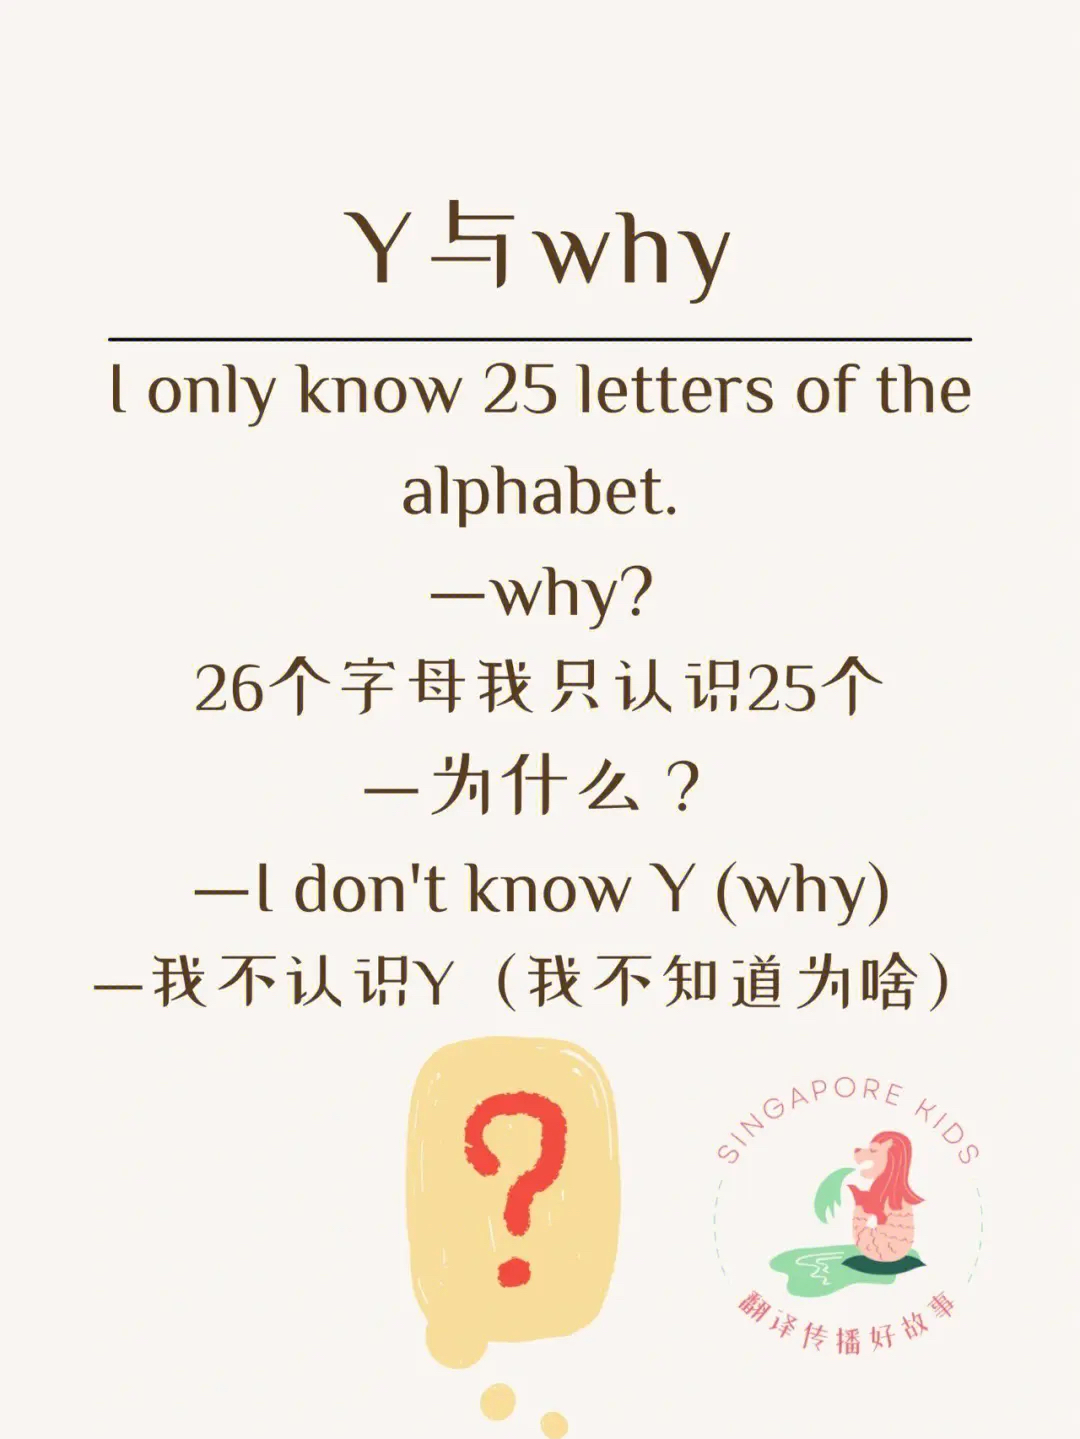 Y与why
I only know 25 letters of the
alphabet.
—why?
26个字母我只认识25个
—为什么？
—I don't know Y (why)
—我不认识Y（我不知道为啥）
?
SINGAPORE KIDS
翻译传播好故事